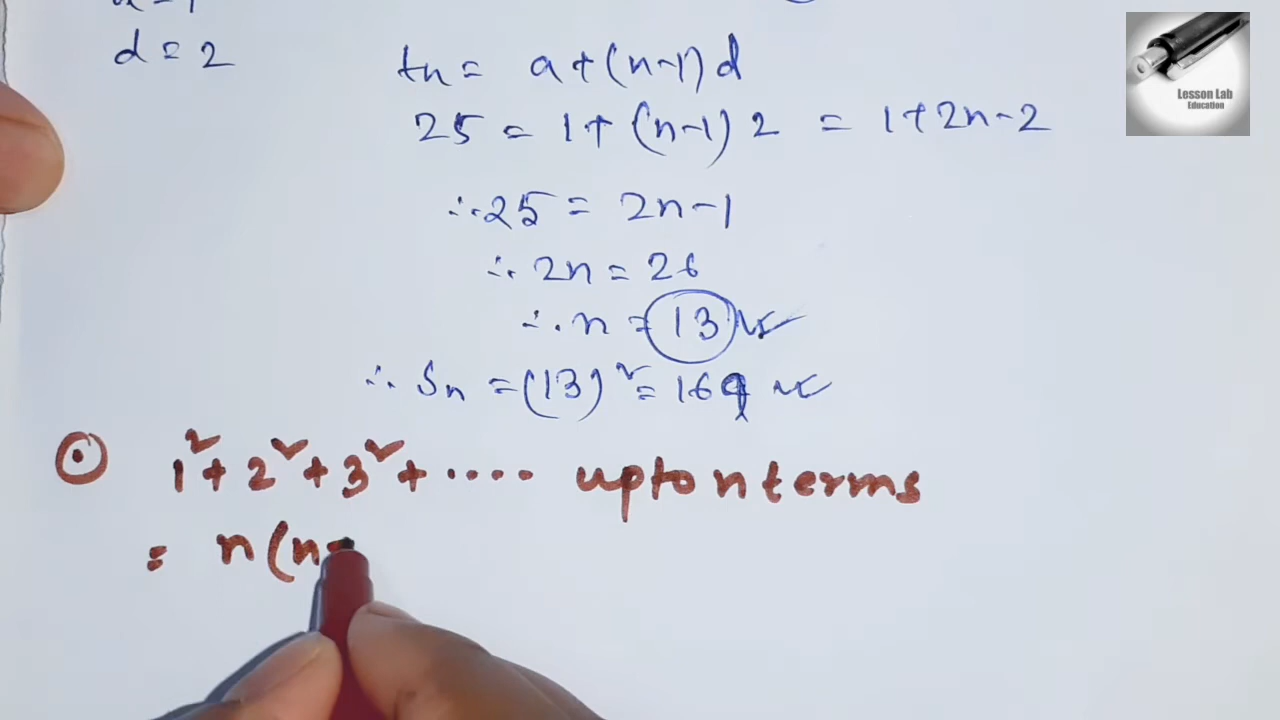 d = 2
tn = a+(n-1)d
25 = 1+(n-1)2 = 1+2n-2
∴ 25 = 2n-1
∴ 2n = 26
∴ n = 13
∴ Sn = (13)² = 169
1²+2²+3²+.... upto n terms
= n(n
Lesson Lab
Education